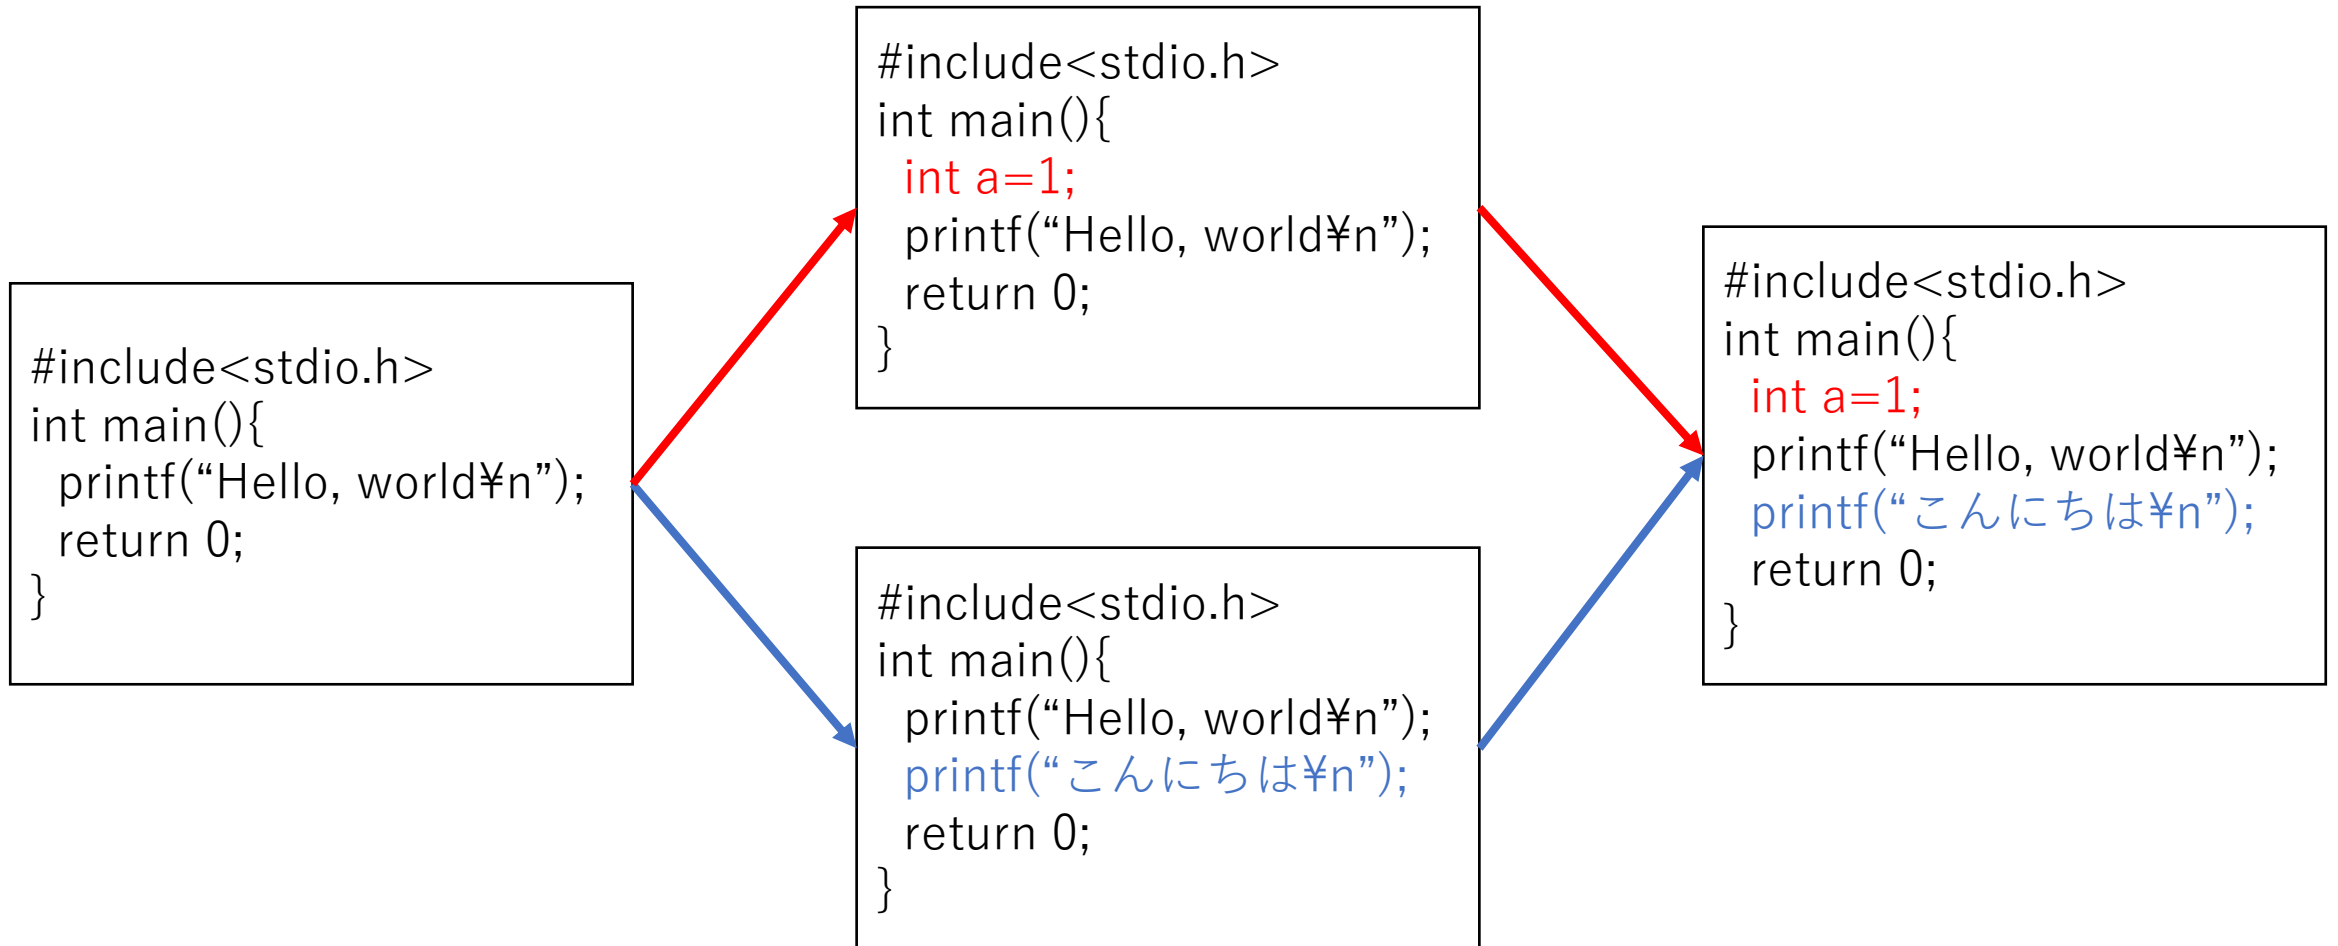 #include<stdio.h>
int main(){
printf(“Hello, world¥n”);
return 0;
}
#include<stdio.h>
int main(){
int a=1;
printf(“Hello, world¥n”);
return 0;
}
#include<stdio.h>
int main(){
printf(“Hello, world¥n”);
printf(“こんにちは¥n”);
return 0;
}
#include<stdio.h>
int main(){
int a=1;
printf(“Hello, world¥n”);
printf(“こんにちは¥n”);
return 0;
}